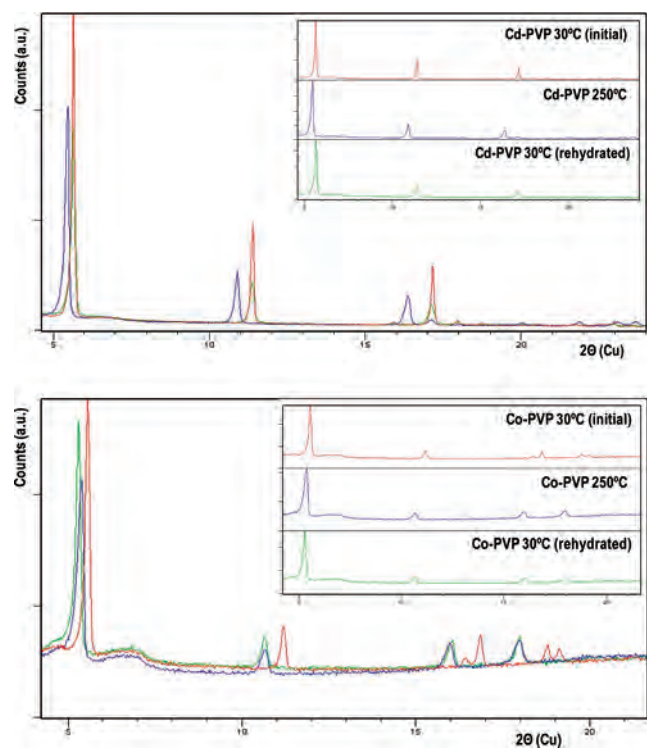 Counts (a.u.)
Cd-PVP 30ºC (initial)
Cd-PVP 250ºC
Cd-PVP 30ºC (rehydrated)
5 10 15 20
2Θ (Cu)
Counts (a.u.)
Co-PVP 30ºC (initial)
Co-PVP 250ºC
Co-PVP 30ºC (rehydrated)
5 10 15 20
2Θ (Cu)